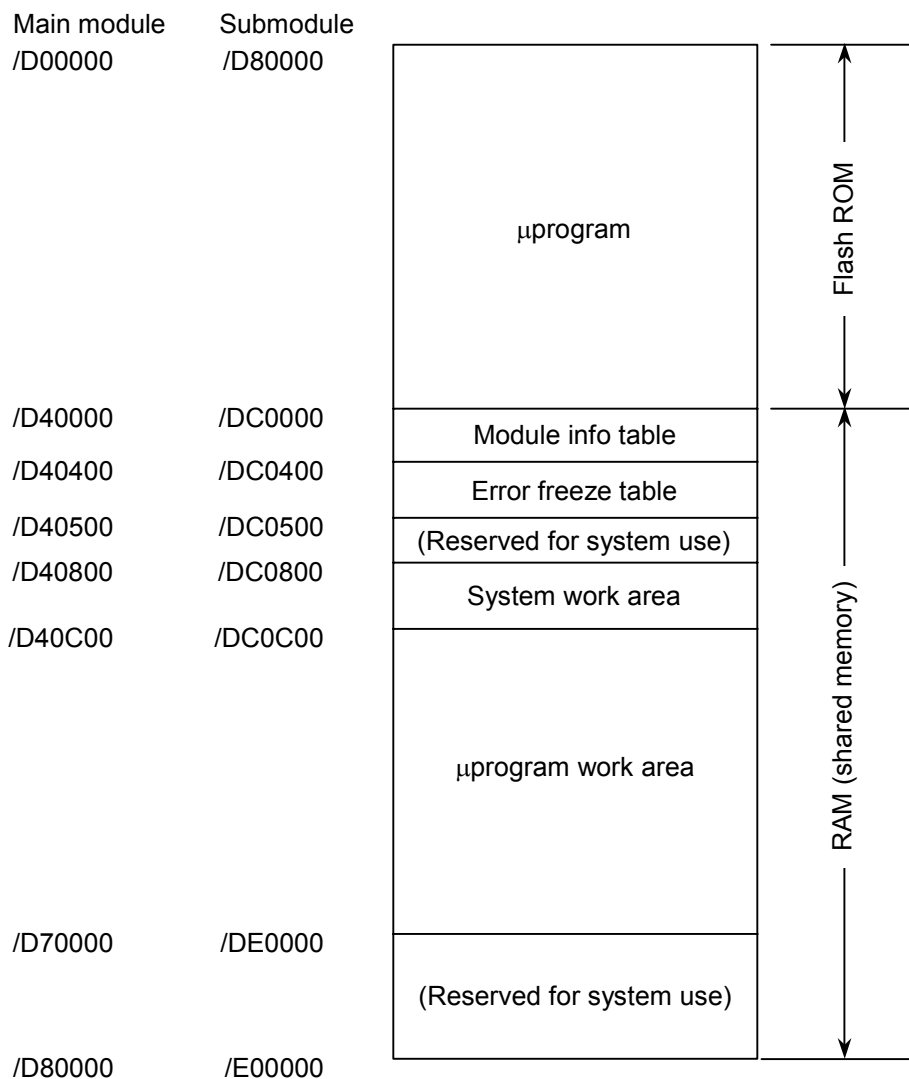 Main module Submodule
/D00000 /D80000
μprogram
Flash ROM
/D40000 /DC0000
Module info table
/D40400 /DC0400
Error freeze table
/D40500 /DC0500
(Reserved for system use)
/D40800 /DC0800
System work area
/D40C00 /DC0C00
μprogram work area
RAM (shared memory)
/D70000 /DE0000
(Reserved for system use)
/D80000 /E00000